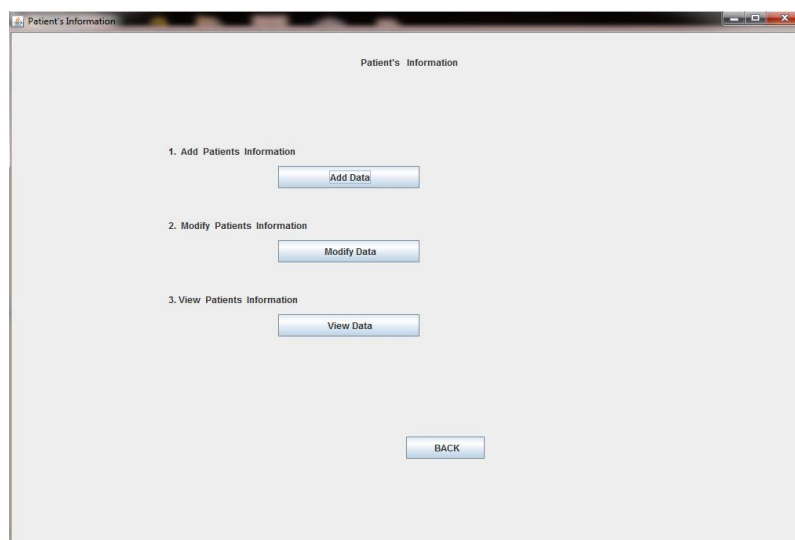 Patient's Information
Patient's Information
1. Add Patients Information
Add Data
2. Modify Patients Information
Modify Data
3. View Patients Information
View Data
BACK